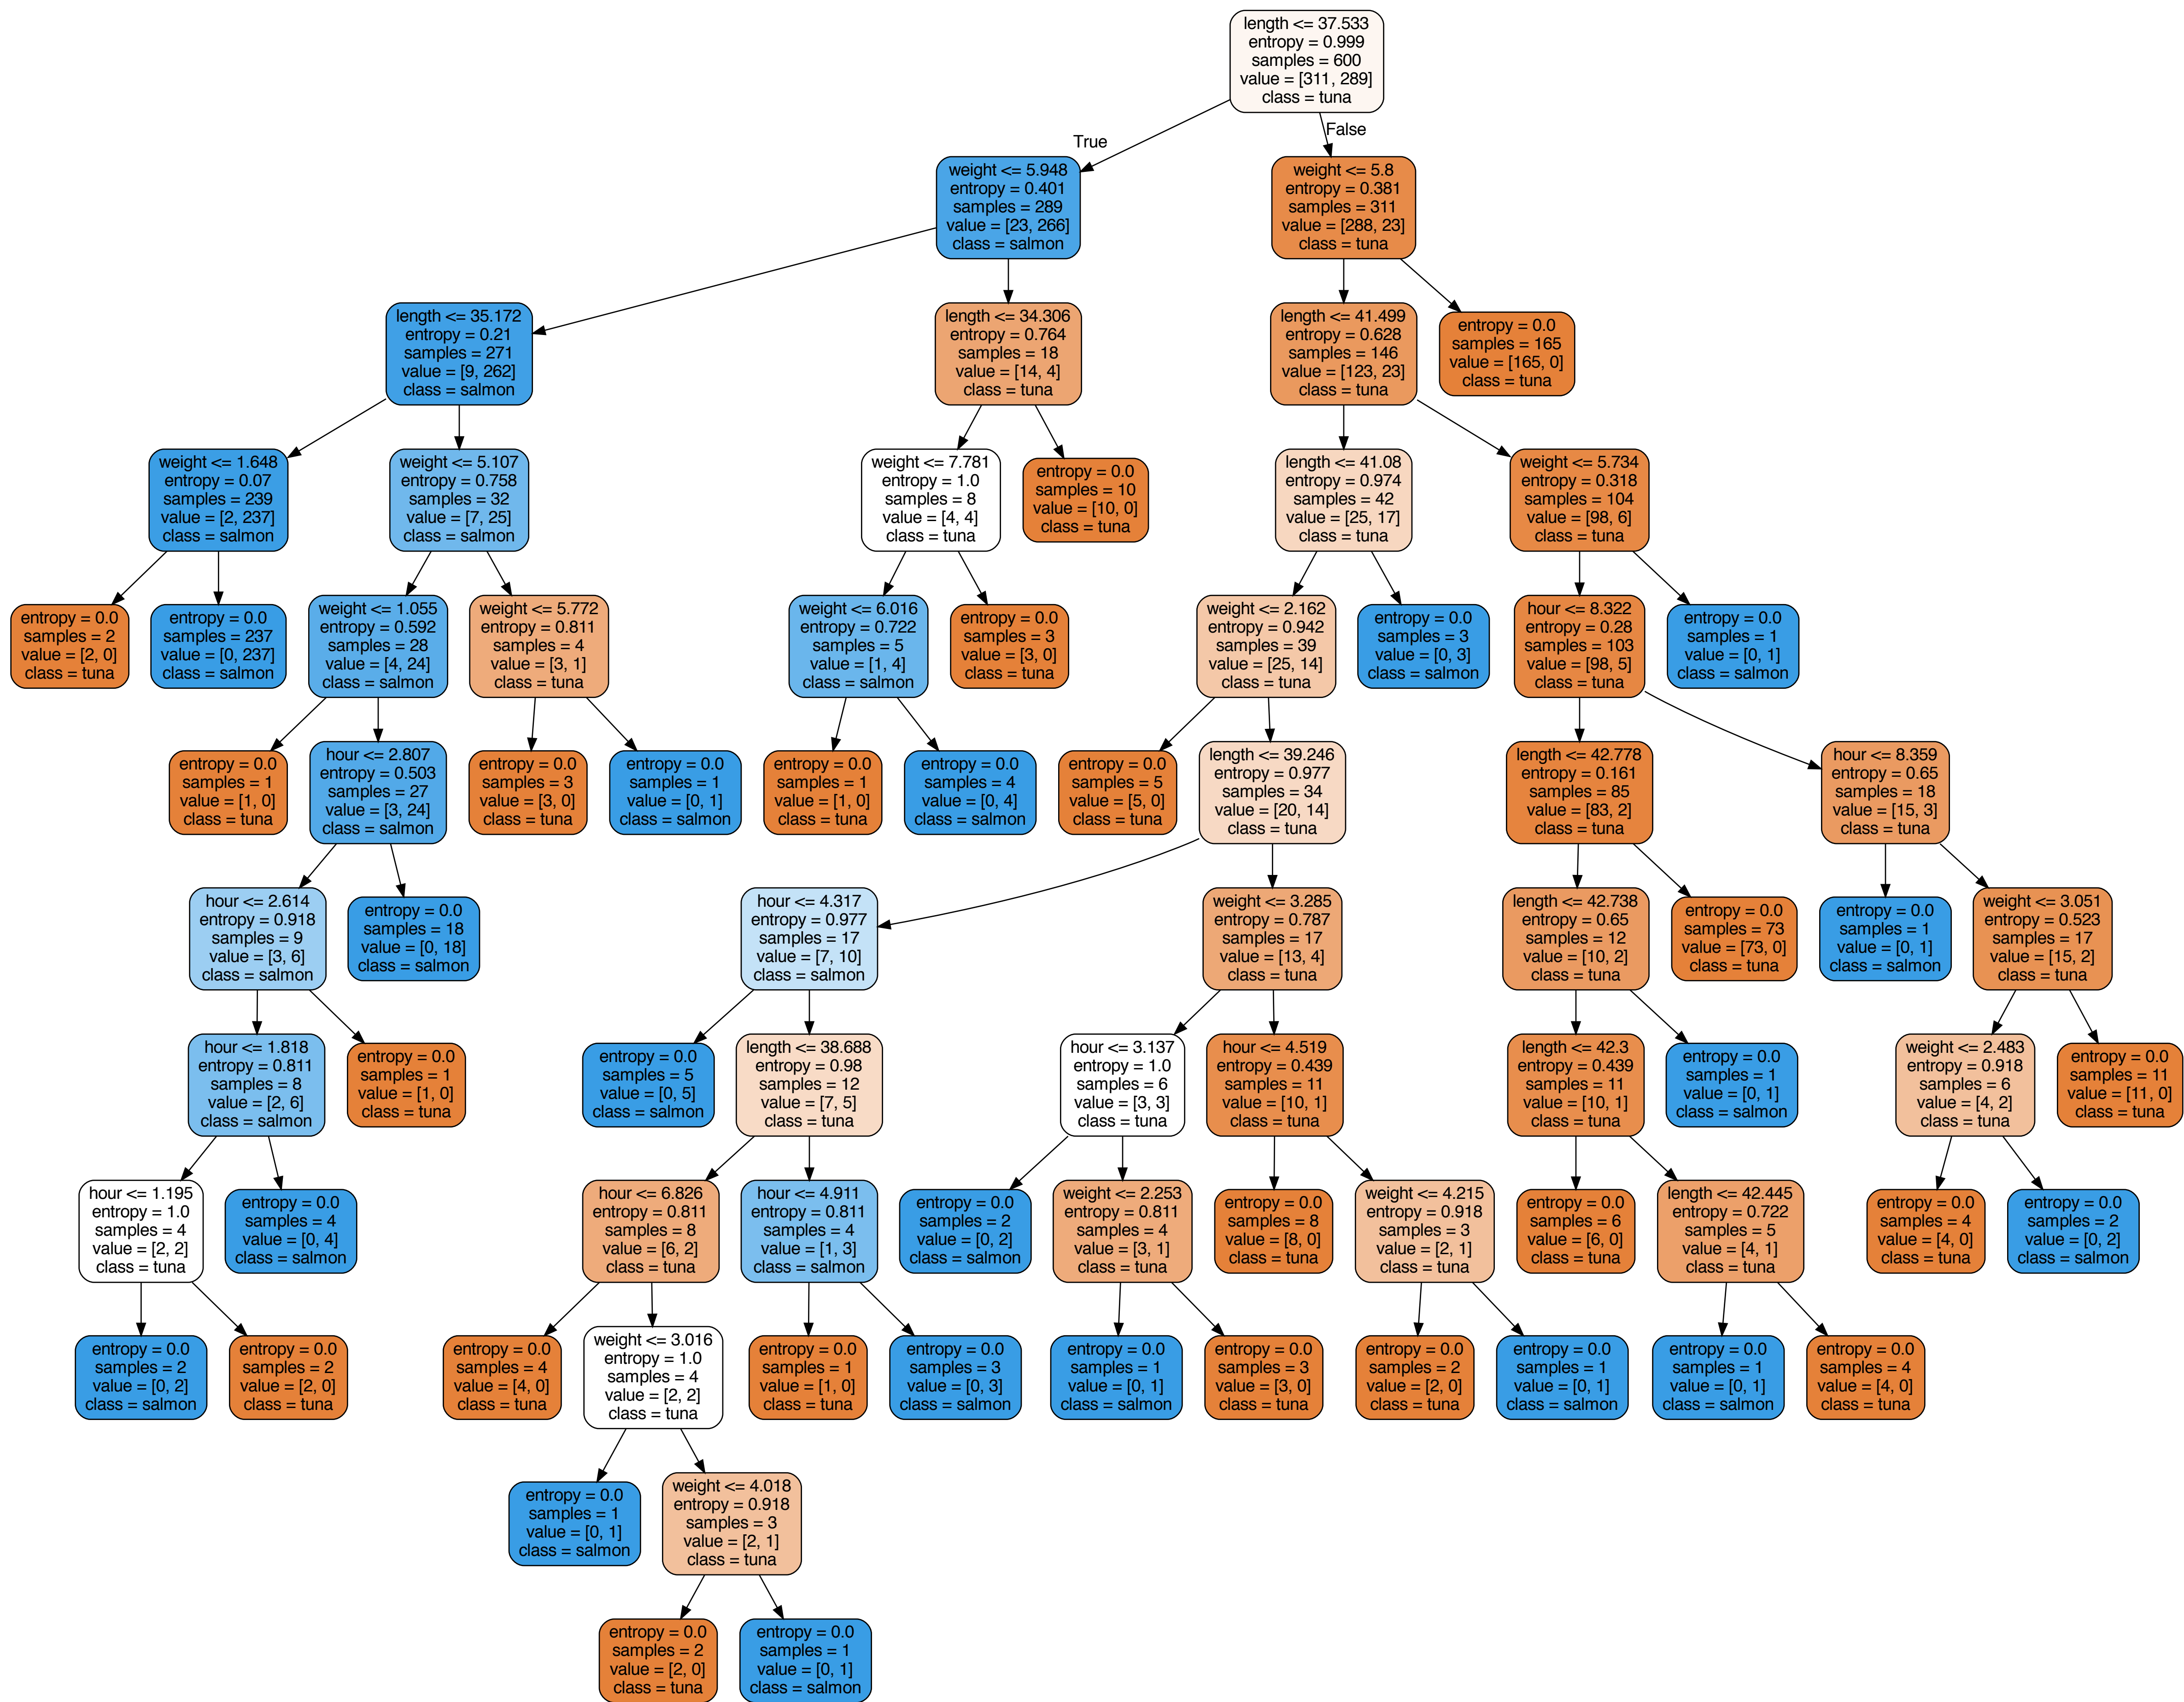 length <= 37.533
entropy = 0.999
samples = 600
value = [311, 289]
class = tuna
True
False
weight <= 5.948
entropy = 0.401
samples = 289
value = [23, 266]
class = salmon
weight <= 5.8
entropy = 0.381
samples = 311
value = [288, 23]
class = tuna
length <= 35.172
entropy = 0.21
samples = 271
value = [9, 262]
class = salmon
length <= 34.306
entropy = 0.764
samples = 18
value = [14, 4]
class = tuna
length <= 41.499
entropy = 0.628
samples = 146
value = [123, 23]
class = tuna
entropy = 0.0
samples = 165
value = [165, 0]
class = tuna
weight <= 1.648
entropy = 0.07
samples = 239
value = [2, 237]
class = salmon
weight <= 5.107
entropy = 0.758
samples = 32
value = [7, 25]
class = salmon
weight <= 7.781
entropy = 1.0
samples = 8
value = [4, 4]
class = tuna
entropy = 0.0
samples = 10
value = [10, 0]
class = tuna
length <= 41.08
entropy = 0.974
samples = 42
value = [25, 17]
class = tuna
weight <= 5.734
entropy = 0.318
samples = 104
value = [98, 6]
class = tuna
entropy = 0.0
samples = 2
value = [2, 0]
class = tuna
entropy = 0.0
samples = 237
value = [0, 237]
class = salmon
weight <= 1.055
entropy = 0.592
samples = 28
value = [4, 24]
class = salmon
weight <= 5.772
entropy = 0.811
samples = 4
value = [3, 1]
class = tuna
weight <= 6.016
entropy = 0.722
samples = 5
value = [1, 4]
class = salmon
entropy = 0.0
samples = 3
value = [3, 0]
class = tuna
weight <= 2.162
entropy = 0.942
samples = 39
value = [25, 14]
class = tuna
entropy = 0.0
samples = 3
value = [0, 3]
class = salmon
hour <= 8.322
entropy = 0.28
samples = 103
value = [98, 5]
class = tuna
entropy = 0.0
samples = 1
value = [0, 1]
class = salmon
entropy = 0.0
samples = 1
value = [1, 0]
class = tuna
hour <= 2.807
entropy = 0.503
samples = 27
value = [3, 24]
class = salmon
entropy = 0.0
samples = 3
value = [3, 0]
class = tuna
entropy = 0.0
samples = 1
value = [0, 1]
class = salmon
entropy = 0.0
samples = 1
value = [1, 0]
class = tuna
entropy = 0.0
samples = 4
value = [0, 4]
class = salmon
entropy = 0.0
samples = 5
value = [5, 0]
class = tuna
length <= 39.246
entropy = 0.977
samples = 34
value = [20, 14]
class = tuna
length <= 42.778
entropy = 0.161
samples = 85
value = [83, 2]
class = tuna
hour <= 8.359
entropy = 0.65
samples = 18
value = [15, 3]
class = tuna
hour <= 2.614
entropy = 0.918
samples = 9
value = [3, 6]
class = salmon
entropy = 0.0
samples = 18
value = [0, 18]
class = salmon
hour <= 4.317
entropy = 0.977
samples = 17
value = [7, 10]
class = salmon
weight <= 3.285
entropy = 0.787
samples = 17
value = [13, 4]
class = tuna
length <= 42.738
entropy = 0.65
samples = 12
value = [10, 2]
class = tuna
entropy = 0.0
samples = 73
value = [73, 0]
class = tuna
entropy = 0.0
samples = 1
value = [0, 1]
class = salmon
weight <= 3.051
entropy = 0.523
samples = 17
value = [15, 2]
class = tuna
hour <= 1.818
entropy = 0.811
samples = 8
value = [2, 6]
class = salmon
entropy = 0.0
samples = 1
value = [1, 0]
class = tuna
entropy = 0.0
samples = 5
value = [0, 5]
class = salmon
length <= 38.688
entropy = 0.98
samples = 12
value = [7, 5]
class = tuna
hour <= 3.137
entropy = 1.0
samples = 6
value = [3, 3]
class = tuna
hour <= 4.519
entropy = 0.439
samples = 11
value = [10, 1]
class = tuna
length <= 42.3
entropy = 0.439
samples = 11
value = [10, 1]
class = tuna
entropy = 0.0
samples = 1
value = [0, 1]
class = salmon
weight <= 2.483
entropy = 0.918
samples = 6
value = [4, 2]
class = tuna
entropy = 0.0
samples = 11
value = [11, 0]
class = tuna
hour <= 1.195
entropy = 1.0
samples = 4
value = [2, 2]
class = tuna
entropy = 0.0
samples = 4
value = [0, 4]
class = salmon
hour <= 6.826
entropy = 0.811
samples = 8
value = [6, 2]
class = tuna
hour <= 4.911
entropy = 0.811
samples = 4
value = [1, 3]
class = salmon
entropy = 0.0
samples = 2
value = [0, 2]
class = salmon
weight <= 2.253
entropy = 0.811
samples = 4
value = [3, 1]
class = tuna
entropy = 0.0
samples = 8
value = [8, 0]
class = tuna
weight <= 4.215
entropy = 0.918
samples = 3
value = [2, 1]
class = tuna
entropy = 0.0
samples = 6
value = [6, 0]
class = tuna
length <= 42.445
entropy = 0.722
samples = 5
value = [4, 1]
class = tuna
entropy = 0.0
samples = 4
value = [4, 0]
class = tuna
entropy = 0.0
samples = 2
value = [0, 2]
class = salmon
entropy = 0.0
samples = 2
value = [0, 2]
class = salmon
entropy = 0.0
samples = 2
value = [2, 0]
class = tuna
entropy = 0.0
samples = 4
value = [4, 0]
class = tuna
weight <= 3.016
entropy = 1.0
samples = 4
value = [2, 2]
class = tuna
entropy = 0.0
samples = 1
value = [1, 0]
class = tuna
entropy = 0.0
samples = 3
value = [0, 3]
class = salmon
entropy = 0.0
samples = 1
value = [0, 1]
class = salmon
entropy = 0.0
samples = 3
value = [3, 0]
class = tuna
entropy = 0.0
samples = 2
value = [2, 0]
class = tuna
entropy = 0.0
samples = 1
value = [0, 1]
class = salmon
entropy = 0.0
samples = 1
value = [0, 1]
class = salmon
entropy = 0.0
samples = 4
value = [4, 0]
class = tuna
entropy = 0.0
samples = 1
value = [0, 1]
class = salmon
weight <= 4.018
entropy = 0.918
samples = 3
value = [2, 1]
class = tuna
entropy = 0.0
samples = 2
value = [2, 0]
class = tuna
entropy = 0.0
samples = 1
value = [0, 1]
class = salmon